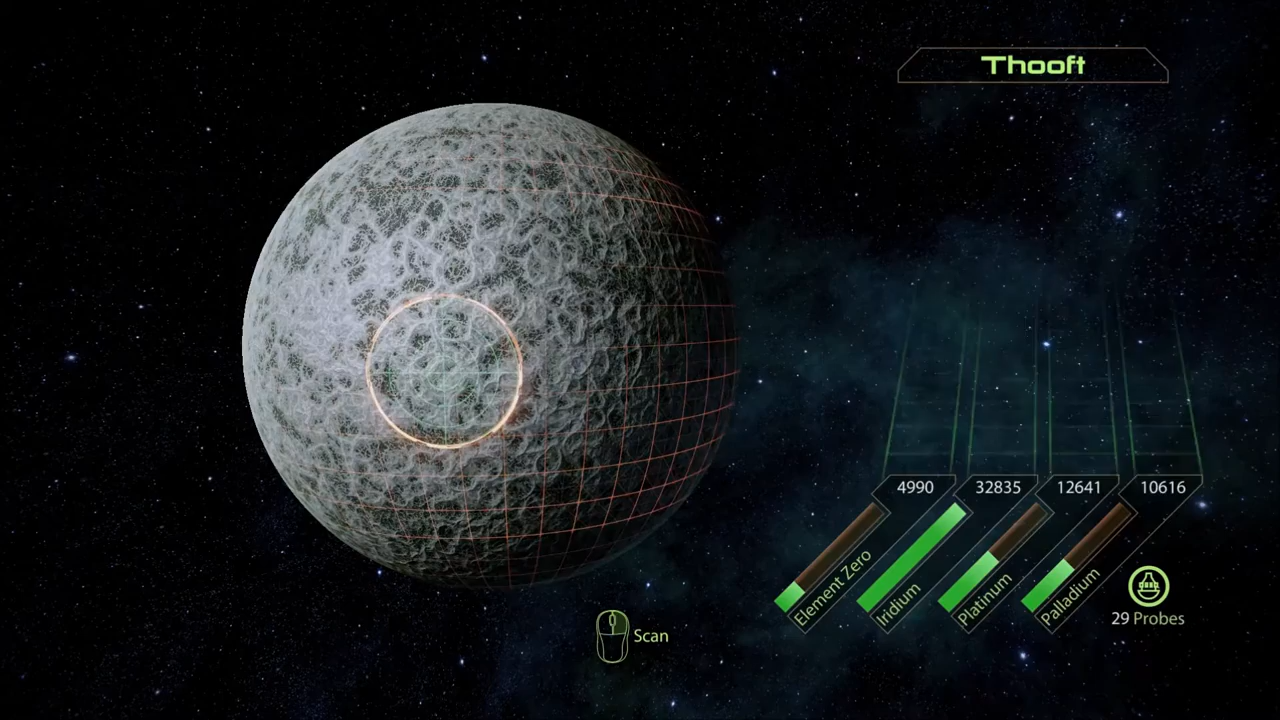 Thooft
4990 32835 12641 10616
Element Zero
Iridium
Platinum
Palladium
29 Probes
Scan